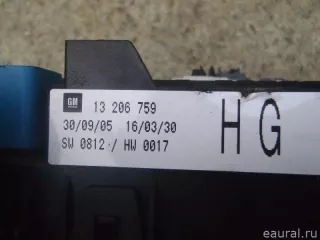 GM 13 206 759
30/09/05 16/03/30 HG
SW 0812 / HW 0017
eaural.ru